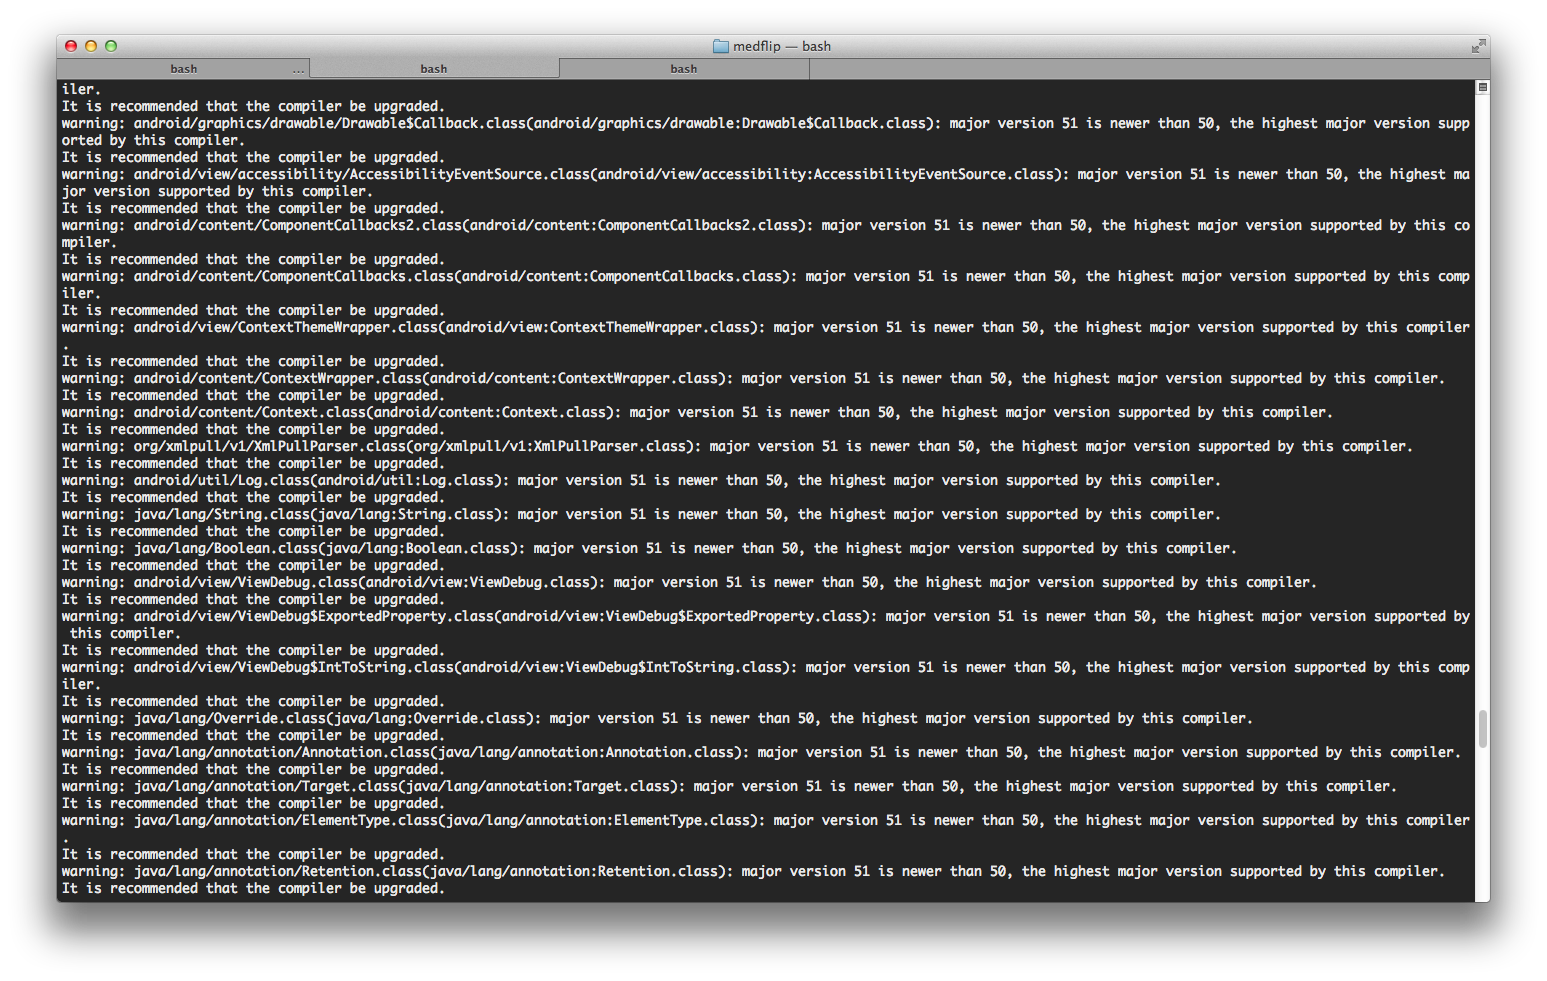 medflip — bash
bash ... bash bash
iler.
It is recommended that the compiler be upgraded.
warning: android/graphics/drawable/Drawable$Callback.class(android/graphics/drawable:Drawable$Callback.class): major version 51 is newer than 50, the highest major version supp
orted by this compiler.
It is recommended that the compiler be upgraded.
warning: android/view/accessibility/AccessibilityEventSource.class(android/view/accessibility:AccessibilityEventSource.class): major version 51 is newer than 50, the highest ma
jor version supported by this compiler.
It is recommended that the compiler be upgraded.
warning: android/content/ComponentCallbacks2.class(android/content:ComponentCallbacks2.class): major version 51 is newer than 50, the highest major version supported by this co
mpiler.
It is recommended that the compiler be upgraded.
warning: android/content/ComponentCallbacks.class(android/content:ComponentCallbacks.class): major version 51 is newer than 50, the highest major version supported by this comp
iler.
It is recommended that the compiler be upgraded.
warning: android/view/ContextThemeWrapper.class(android/view:ContextThemeWrapper.class): major version 51 is newer than 50, the highest major version supported by this compiler
.
It is recommended that the compiler be upgraded.
warning: android/content/ContextWrapper.class(android/content:ContextWrapper.class): major version 51 is newer than 50, the highest major version supported by this compiler.
It is recommended that the compiler be upgraded.
warning: android/content/Context.class(android/content:Context.class): major version 51 is newer than 50, the highest major version supported by this compiler.
It is recommended that the compiler be upgraded.
warning: org/xmlpull/v1/XmlPullParser.class(org/xmlpull/v1:XmlPullParser.class): major version 51 is newer than 50, the highest major version supported by this compiler.
It is recommended that the compiler be upgraded.
warning: android/util/Log.class(android/util:Log.class): major version 51 is newer than 50, the highest major version supported by this compiler.
It is recommended that the compiler be upgraded.
warning: java/lang/String.class(java/lang:String.class): major version 51 is newer than 50, the highest major version supported by this compiler.
It is recommended that the compiler be upgraded.
warning: java/lang/Boolean.class(java/lang:Boolean.class): major version 51 is newer than 50, the highest major version supported by this compiler.
It is recommended that the compiler be upgraded.
warning: android/view/ViewDebug.class(android/view:ViewDebug.class): major version 51 is newer than 50, the highest major version supported by this compiler.
It is recommended that the compiler be upgraded.
warning: android/view/ViewDebug$ExportedProperty.class(android/view:ViewDebug$ExportedProperty.class): major version 51 is newer than 50, the highest major version supported by
this compiler.
It is recommended that the compiler be upgraded.
warning: android/view/ViewDebug$IntToString.class(android/view:ViewDebug$IntToString.class): major version 51 is newer than 50, the highest major version supported by this comp
iler.
It is recommended that the compiler be upgraded.
warning: java/lang/Override.class(java/lang:Override.class): major version 51 is newer than 50, the highest major version supported by this compiler.
It is recommended that the compiler be upgraded.
warning: java/lang/annotation/Annotation.class(java/lang/annotation:Annotation.class): major version 51 is newer than 50, the highest major version supported by this compiler.
It is recommended that the compiler be upgraded.
warning: java/lang/annotation/Target.class(java/lang/annotation:Target.class): major version 51 is newer than 50, the highest major version supported by this compiler.
It is recommended that the compiler be upgraded.
warning: java/lang/annotation/ElementType.class(java/lang/annotation:ElementType.class): major version 51 is newer than 50, the highest major version supported by this compiler
.
It is recommended that the compiler be upgraded.
warning: java/lang/annotation/Retention.class(java/lang/annotation:Retention.class): major version 51 is newer than 50, the highest major version supported by this compiler.
It is recommended that the compiler be upgraded.